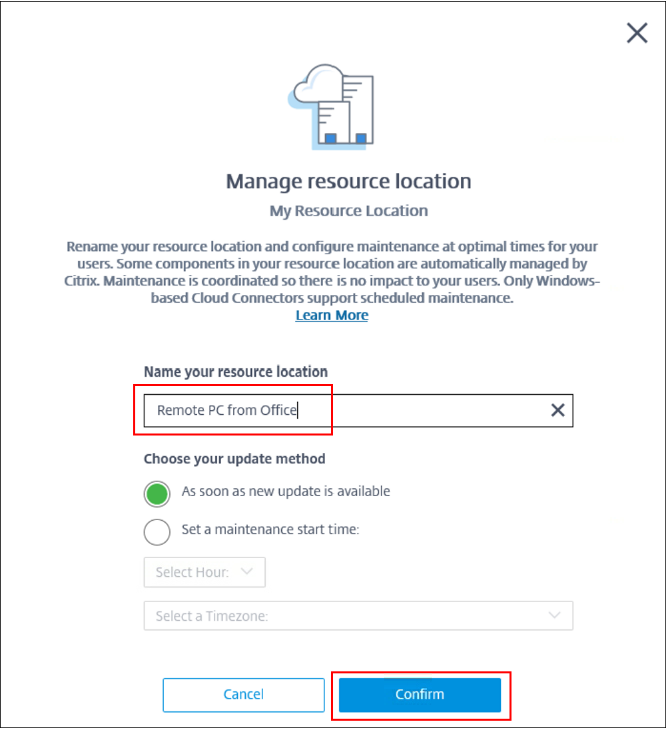 Manage resource location
My Resource Location
Rename your resource location and configure maintenance at optimal times for your
users. Some components in your resource location are automatically managed by
Citrix. Maintenance is coordinated so there is no impact to your users. Only Windows-
based Cloud Connectors support scheduled maintenance.
Learn More
Name your resource location
Remote PC from Office
Choose your update method
As soon as new update is available
Set a maintenance start time:
Select Hour:
Select a Timezone:
Cancel
Confirm